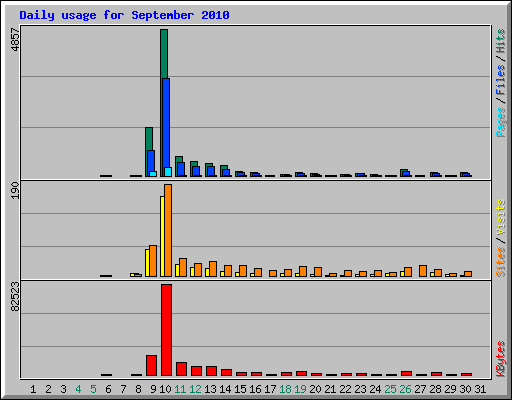 Daily usage for September 2010
4857
190
82523
Pages / Files / Hits
Sites / Visits
KBytes
1 2 3 4 5 6 7 8 9 10 11 12 13 14 15 16 17 18 19 20 21 22 23 24 25 26 27 28 29 30 31